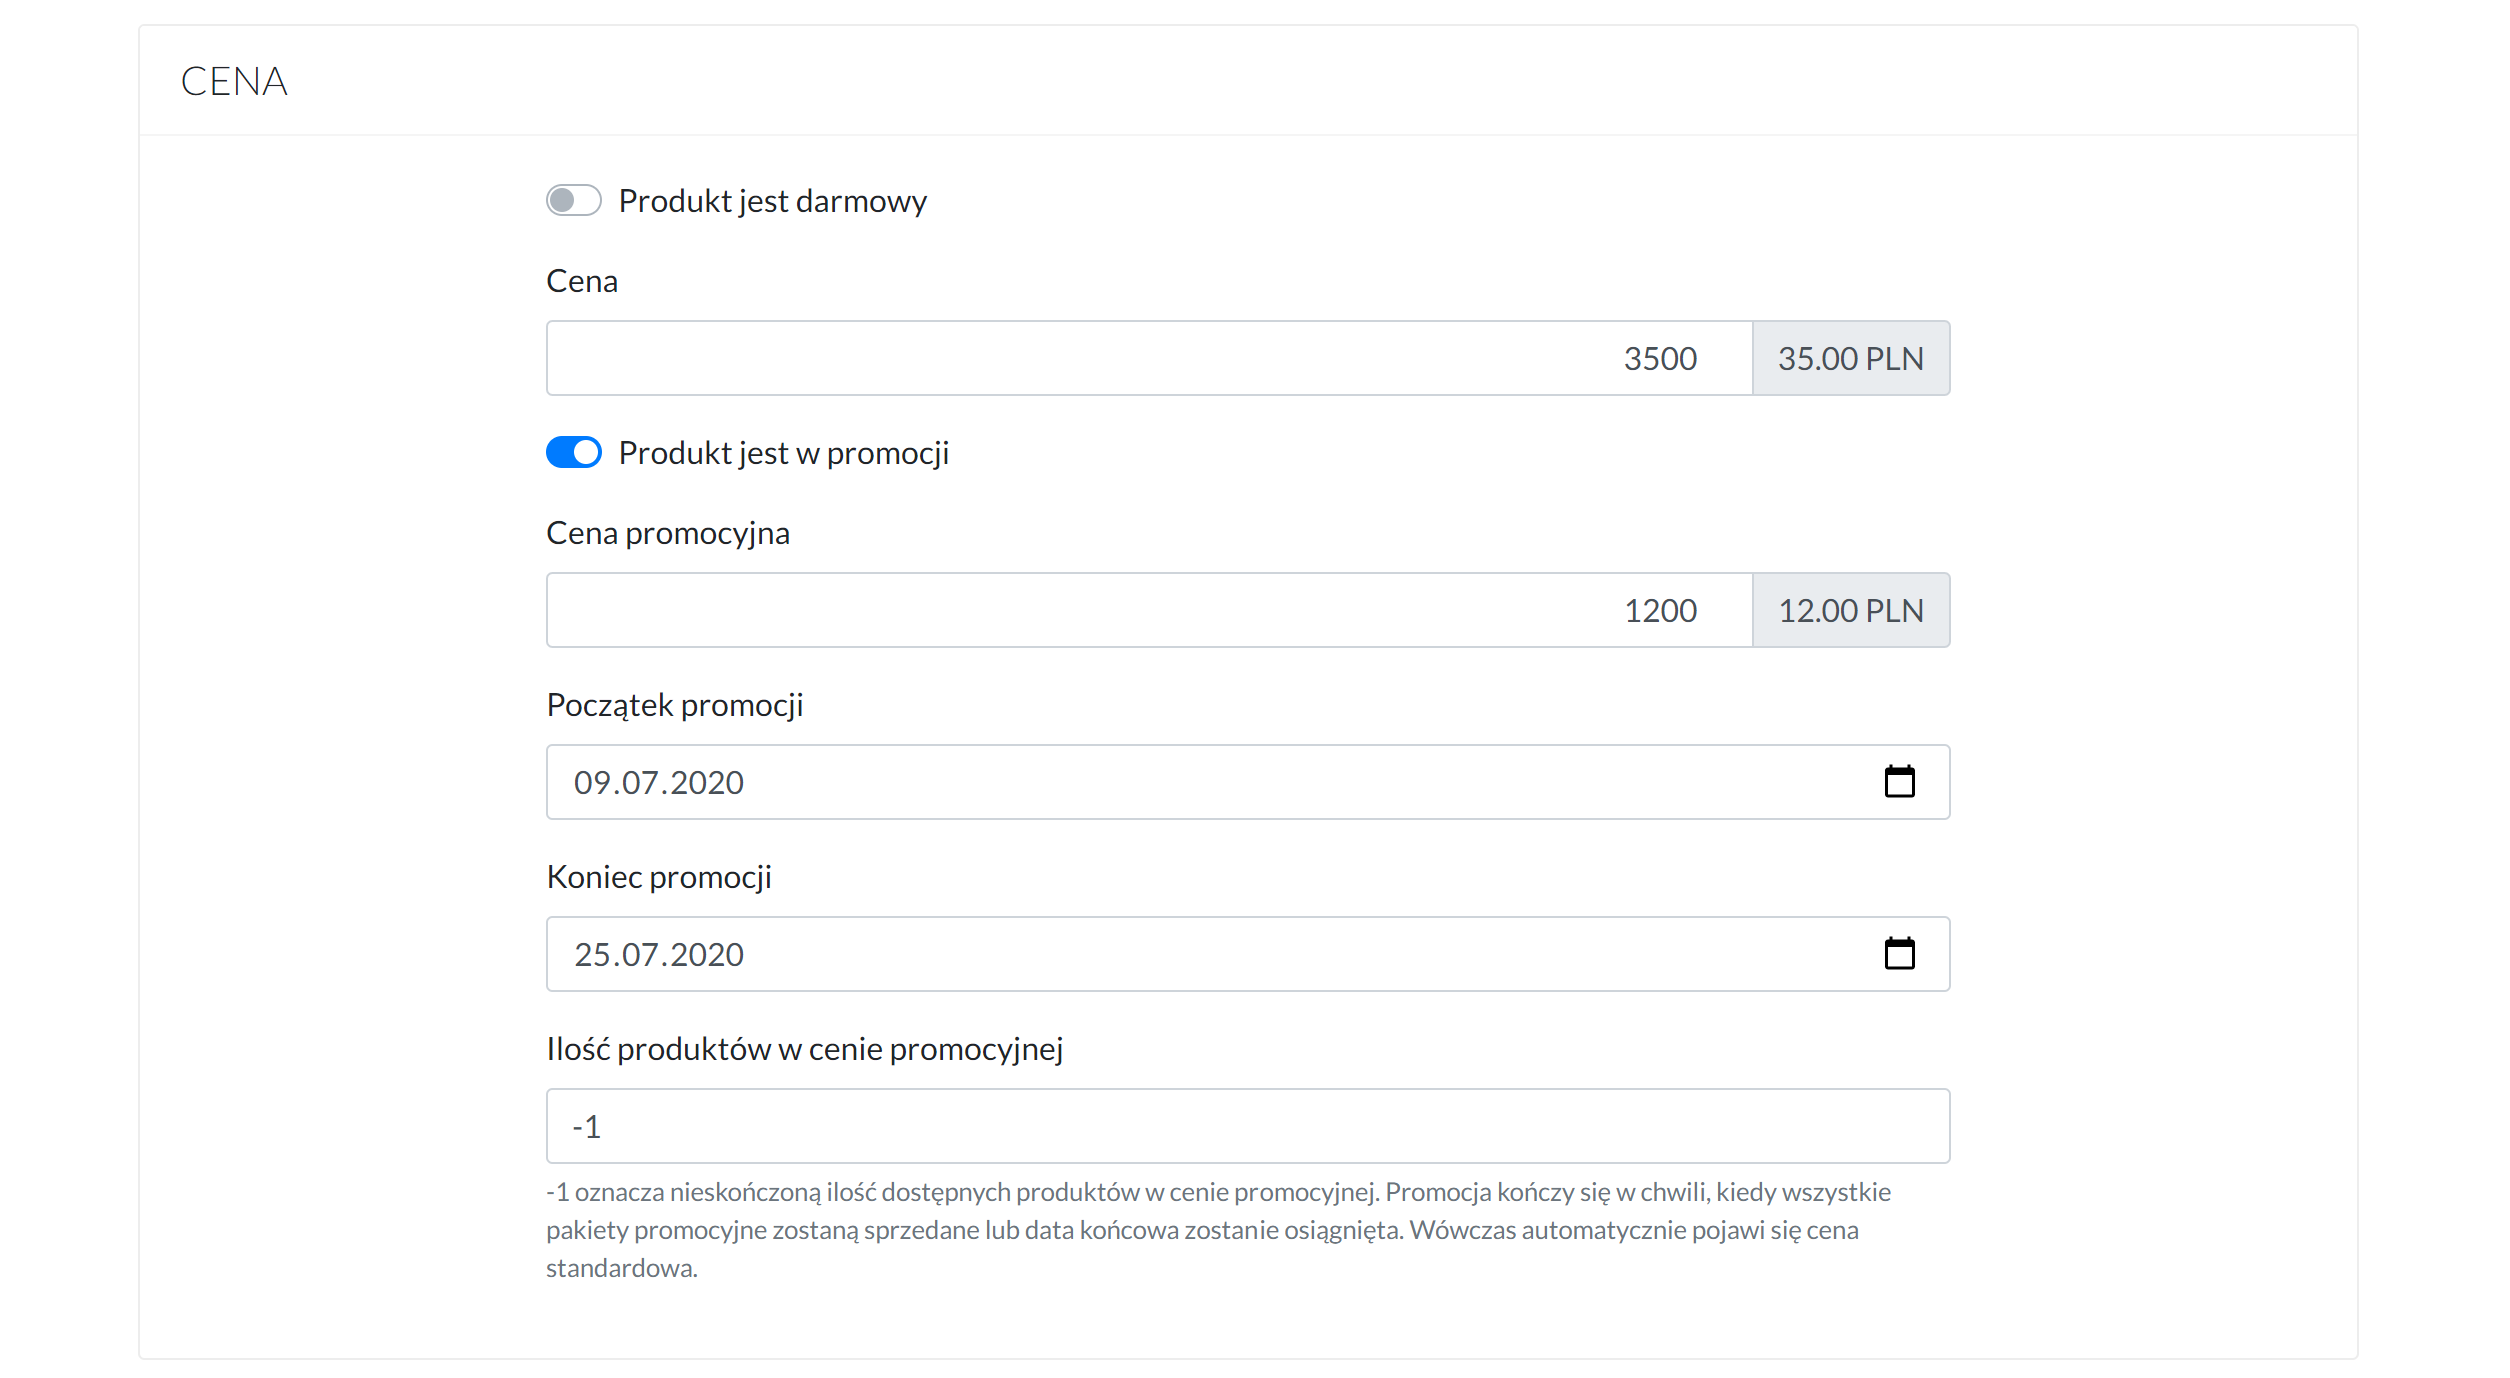 CENA
Produkt jest darmowy
Cena
3500 35.00 PLN
Produkt jest w promocji
Cena promocyjna
1200 12.00 PLN
Początek promocji
09.07.2020
Koniec promocji
25.07.2020
Ilość produktów w cenie promocyjnej
-1
-1 oznacza nieskończoną ilość dostępnych produktów w cenie promocyjnej. Promocja kończy się w chwili, kiedy wszystkie
pakiety promocyjne zostaną sprzedane lub data końcowa zostanie osiągnięta. Wówczas automatycznie pojawi się cena
standardowa.